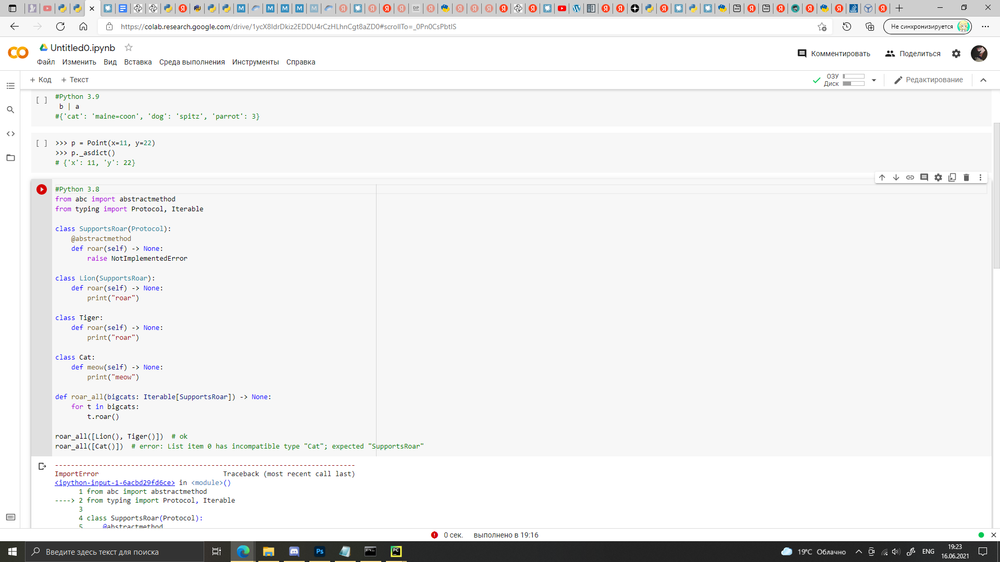 https://colab.research.google.com/drive/1ycX8IdrDkiz2EDDU4rCzHLhnCgt8aZD0#scrollTo=_0Pn0CsPbtIS
Не синхронизируется
Untitled0.ipynb
Комментировать
Поделиться
Файл Изменить Вид Вставка Среда выполнения Инструменты Справка
+ Код + Текст
ОЗУ
Диск
Редактирование
[ ] #Python 3.9
b | a
#{'cat': 'maine=coon', 'dog': 'spitz', 'parrot': 3}
[ ] >>> p = Point(x=11, y=22)
>>> p._asdict()
# {'x': 11, 'y': 22}
#Python 3.8
from abc import abstractmethod
from typing import Protocol, Iterable
class SupportsRoar(Protocol):
@abstractmethod
def roar(self) -> None:
raise NotImplementedError
class Lion(SupportsRoar):
def roar(self) -> None:
print("roar")
class Tiger:
def roar(self) -> None:
print("roar")
class Cat:
def meow(self) -> None:
print("meow")
def roar_all(bigcats: Iterable[SupportsRoar]) -> None:
for t in bigcats:
t.roar()
roar_all([Lion(), Tiger()])  # ok
roar_all([Cat()])  # error: List item 0 has incompatible type "Cat"; expected "SupportsRoar"
---------------------------------------------------------------------------
ImportError Traceback (most recent call last)
<ipython-input-1-6acbd29fd6ce> in <module>()
1 from abc import abstractmethod
----> 2 from typing import Protocol, Iterable
3
4 class SupportsRoar(Protocol):
5 @abstractmethod
0 сек. выполнено в 19:16
Введите здесь текст для поиска
19°C Облачно
ENG
19:23
16.06.2021